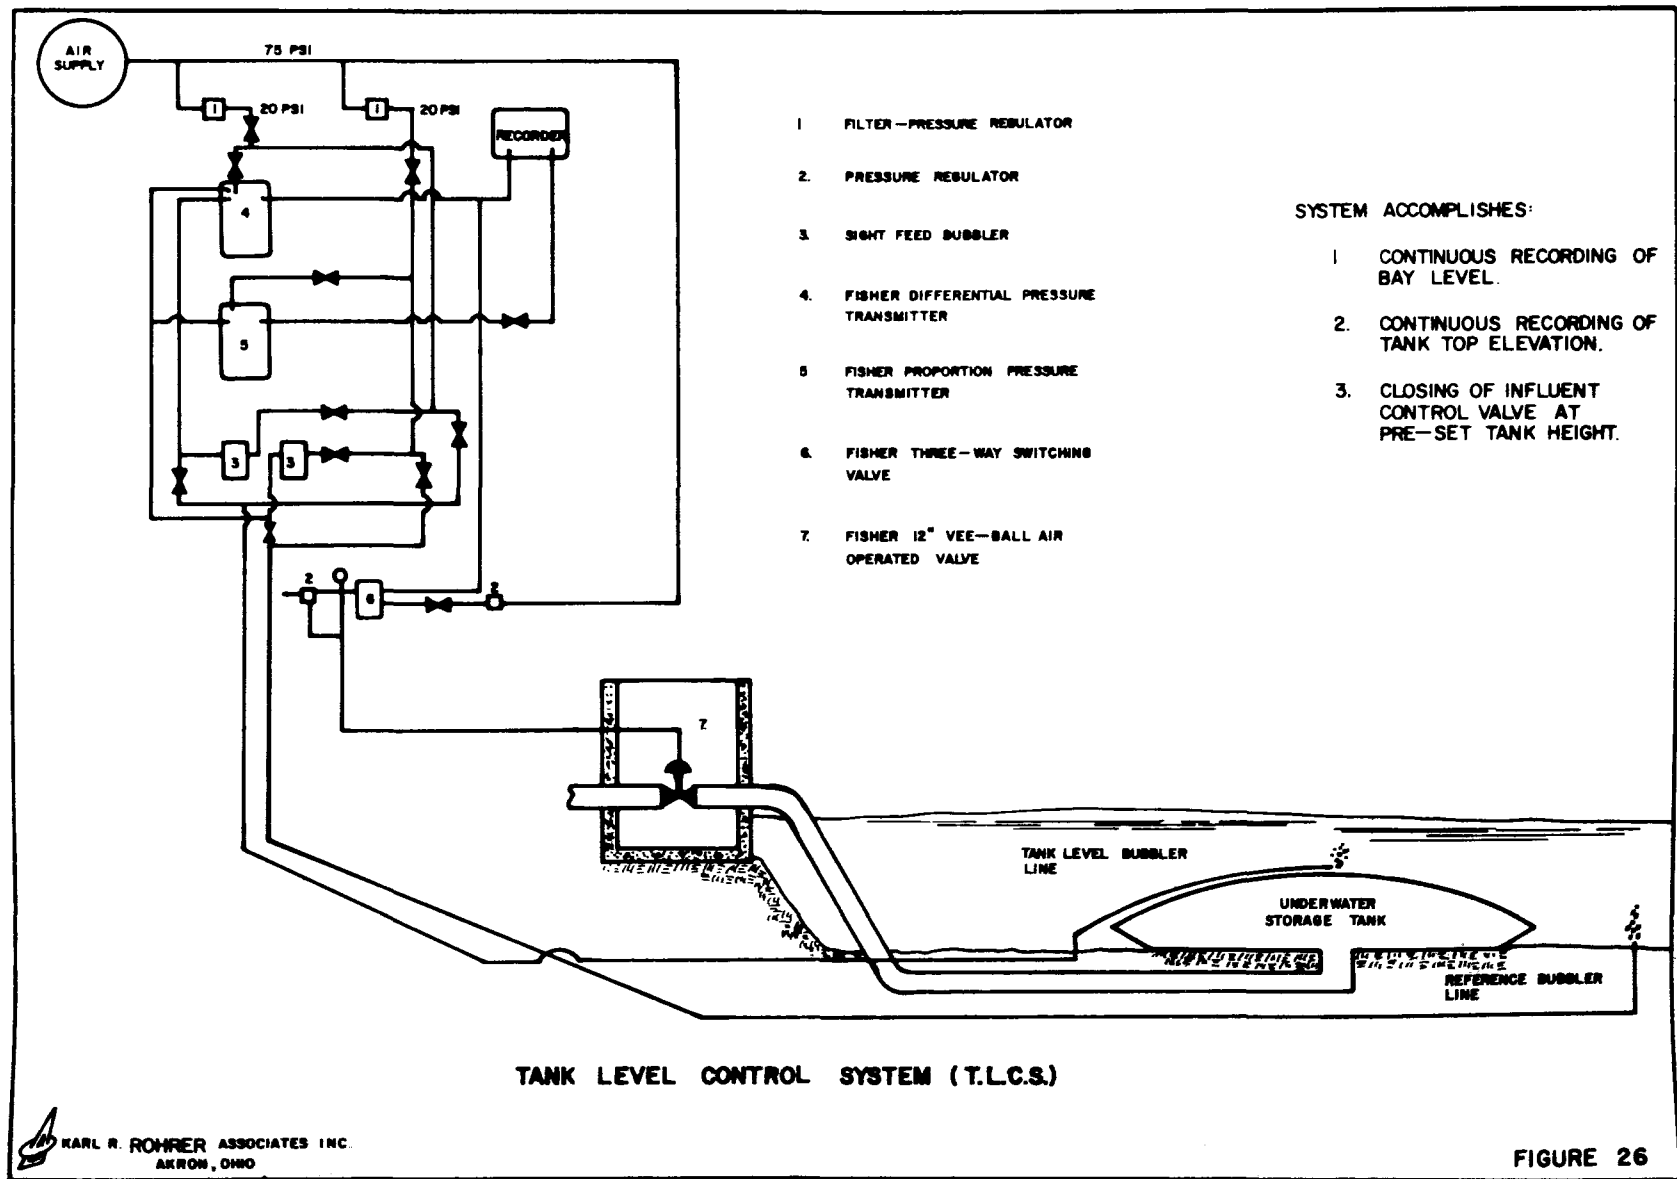 AIR
SUPPLY
75 PSI
1
20 PSI
1
20 PSI
RECORDER
4
5
3
3
2
6
2
7.
1 FILTER-PRESSURE REGULATOR
2. PRESSURE REGULATOR
3. SIGHT FEED BUBBLER
4. FISHER DIFFERENTIAL PRESSURE
TRANSMITTER
5 FISHER PROPORTION PRESSURE
TRANSMITTER
6. FISHER THREE-WAY SWITCHING
VALVE
7. FISHER 12" VEE-BALL AIR
OPERATED VALVE
SYSTEM ACCOMPLISHES:
1 CONTINUOUS RECORDING OF
BAY LEVEL.
2. CONTINUOUS RECORDING OF
TANK TOP ELEVATION.
3. CLOSING OF INFLUENT
CONTROL VALVE AT
PRE-SET TANK HEIGHT.
TANK LEVEL BUBBLER
LINE
UNDERWATER
STORAGE TANK
REFERENCE BUBBLER
LINE
TANK LEVEL CONTROL SYSTEM (T.L.C.S.)
KARL R. ROHRER ASSOCIATES INC.
AKRON, OHIO
FIGURE 26